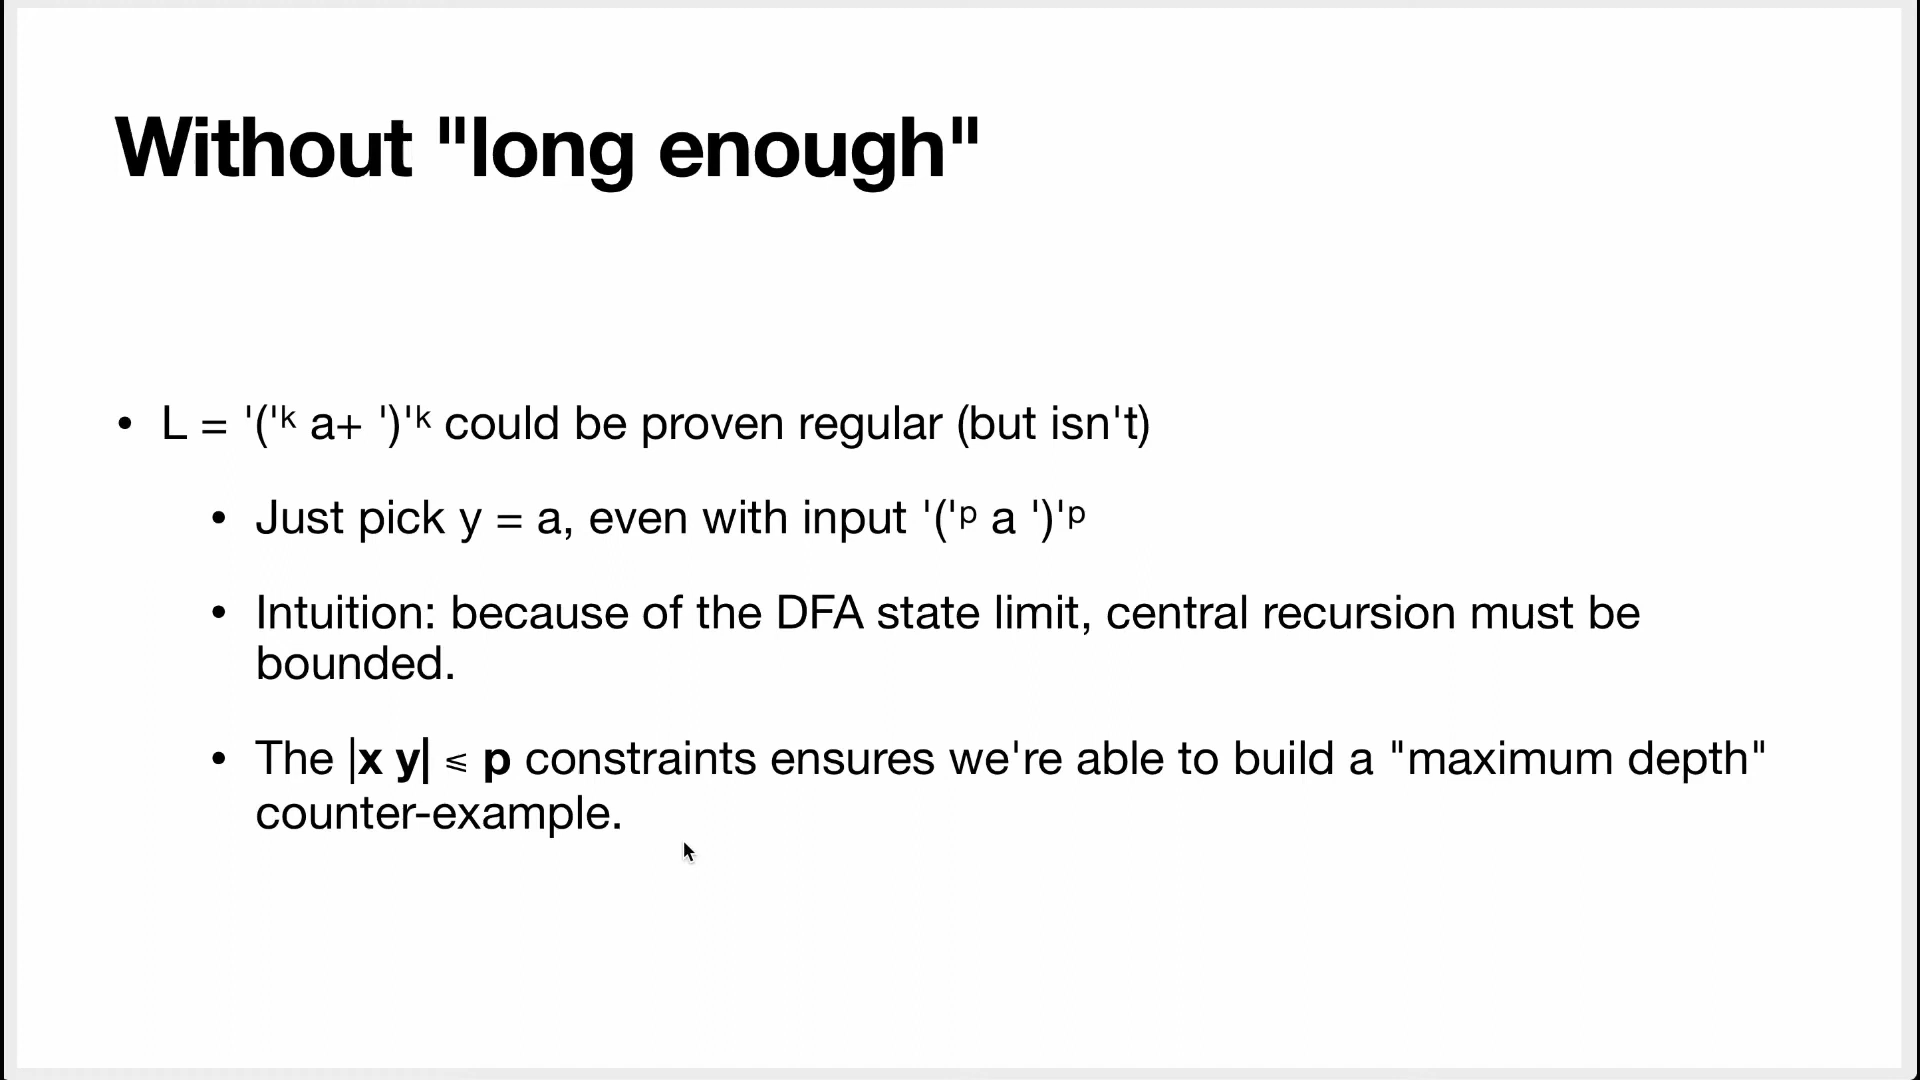 Without "long enough"
• L = '('ᵏ a+ ')'ᵏ could be proven regular (but isn't)
• Just pick y = a, even with input '('ᵖ a ')'ᵖ
• Intuition: because of the DFA state limit, central recursion must be
bounded.
• The |x y| ⩽ p constraints ensures we're able to build a "maximum depth"
counter-example.